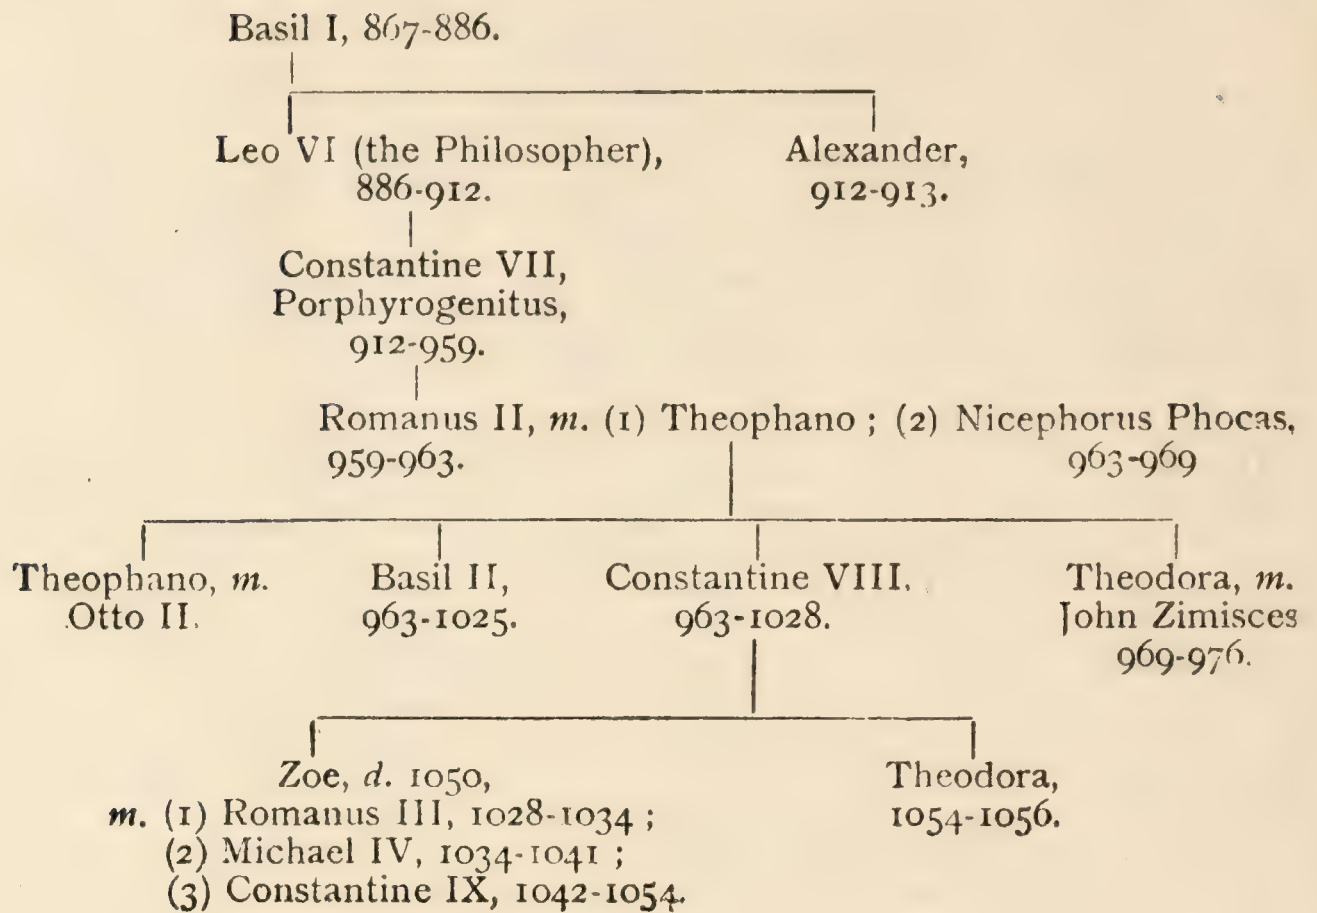 Basil I, 867-886.
Leo VI (the Philosopher),
886-912.
Alexander,
912-913.
Constantine VII,
Porphyrogenitus,
912-959.
Romanus II, m. (1) Theophano ; (2) Nicephorus Phocas,
959-963.
963-969
Theophano, m.
Otto II.
Basil II,
963-1025.
Constantine VIII.
963-1028.
Theodora, m.
John Zimisces
969-976.
Zoe, d. 1050,
m. (1) Romanus III, 1028-1034 ;
(2) Michael IV, 1034-1041 ;
(3) Constantine IX, 1042-1054.
Theodora,
1054-1056.